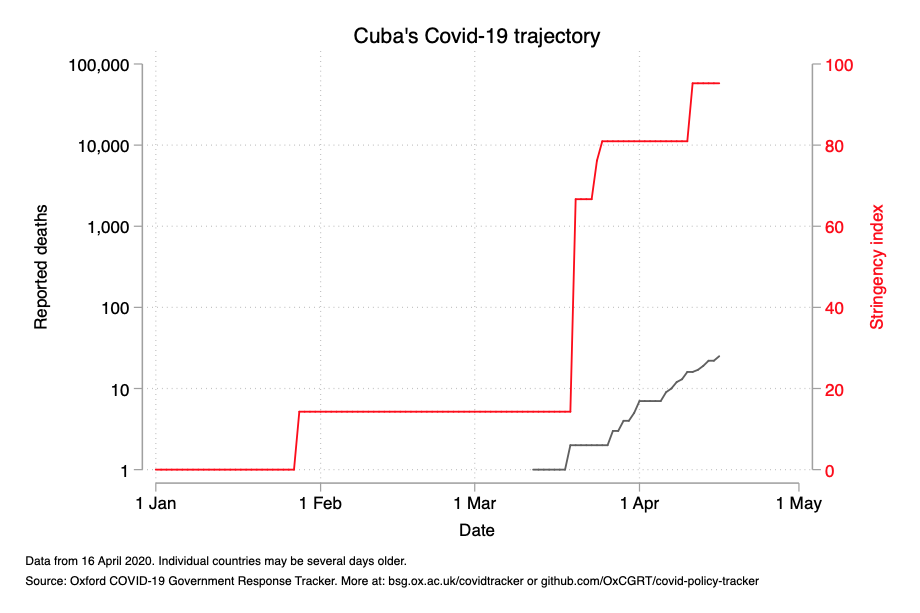 Cuba's Covid-19 trajectory
100,000
10,000
1,000
100
10
1
Reported deaths
100
80
60
40
20
0
Stringency index
1 Jan
1 Feb
1 Mar
1 Apr
1 May
Date
Data from 16 April 2020. Individual countries may be several days older.
Source: Oxford COVID-19 Government Response Tracker. More at: bsg.ox.ac.uk/covidtracker or github.com/OxCGRT/covid-policy-tracker